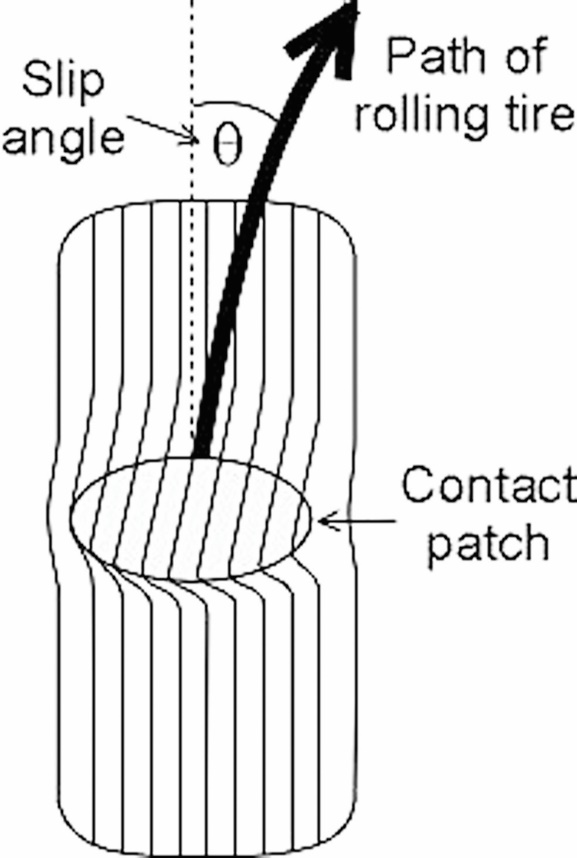 Slip
angle
θ
Path of
rolling tire
Contact
patch